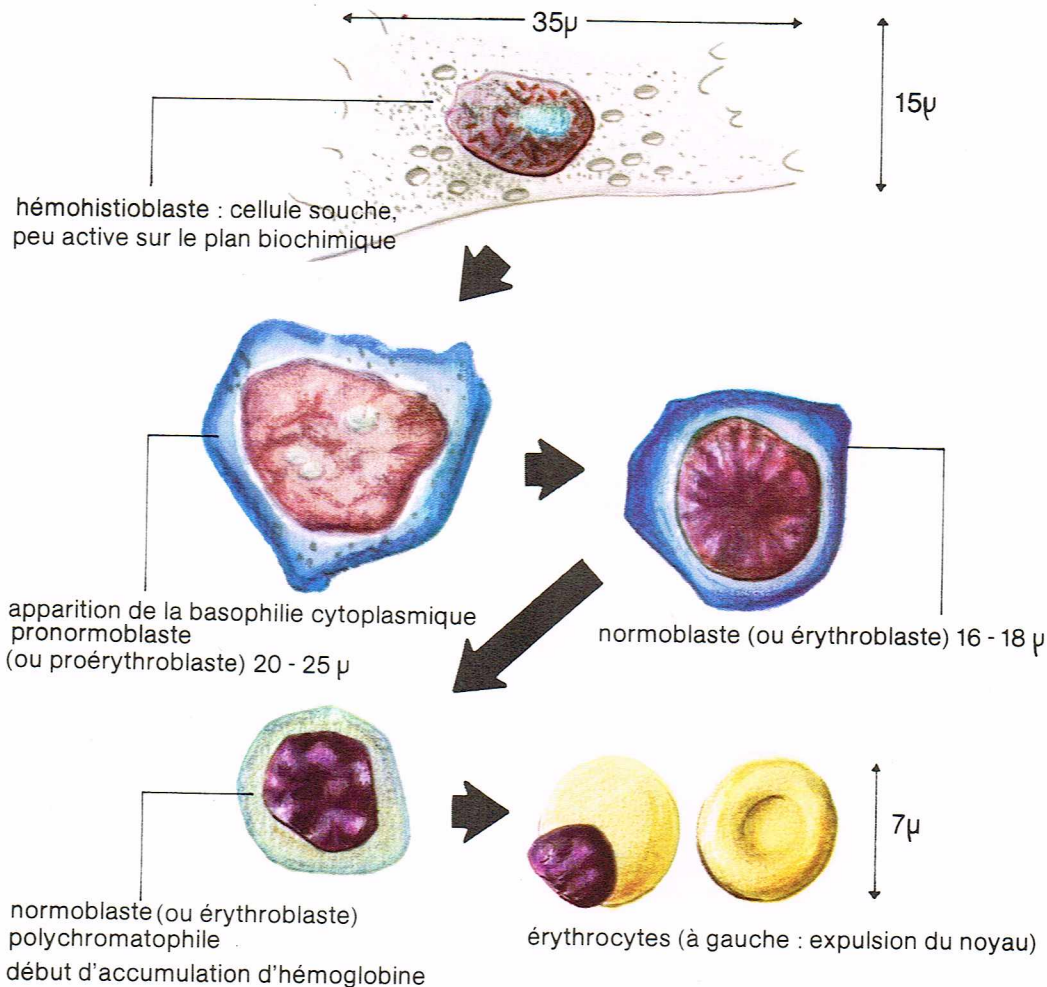 35µ
15µ
hémohistioblaste : cellule souche,
peu active sur le plan biochimique
apparition de la basophilie cytoplasmique
pronormoblaste
(ou proérythroblaste) 20 - 25 µ
normoblaste (ou érythroblaste) 16 - 18 µ
7µ
normoblaste (ou érythroblaste)
polychromatophile
début d'accumulation d'hémoglobine
érythrocytes (à gauche : expulsion du noyau)